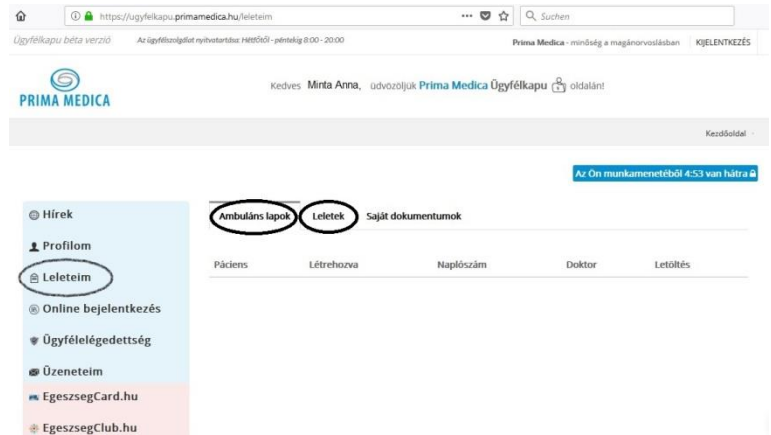 https://ugyfelkapu.primamedica.hu/leleteim
Suchen
Ügyfélkapu béta verzió
Az ügyfélszolgálat nyitvatartása: Hétfőtől - péntekig 8:00 - 20:00
Prima Medica - minőség a magánorvoslásban
KIJELENTKEZÉS
PRIMA MEDICA
Kedves Minta Anna, üdvözöljük Prima Medica Ügyfélkapu oldalán!
Kezdőoldal
Az Ön munkamenetéből 4:53 van hátra
Hírek
Profilom
Leleteim
Online bejelentkezés
Ügyfélelégedettség
Üzeneteim
EgeszsegCard.hu
EgeszsegClub.hu
Ambuláns lapok Leletek Saját dokumentumok
Páciens Létrehozva Naplószám Doktor Letöltés